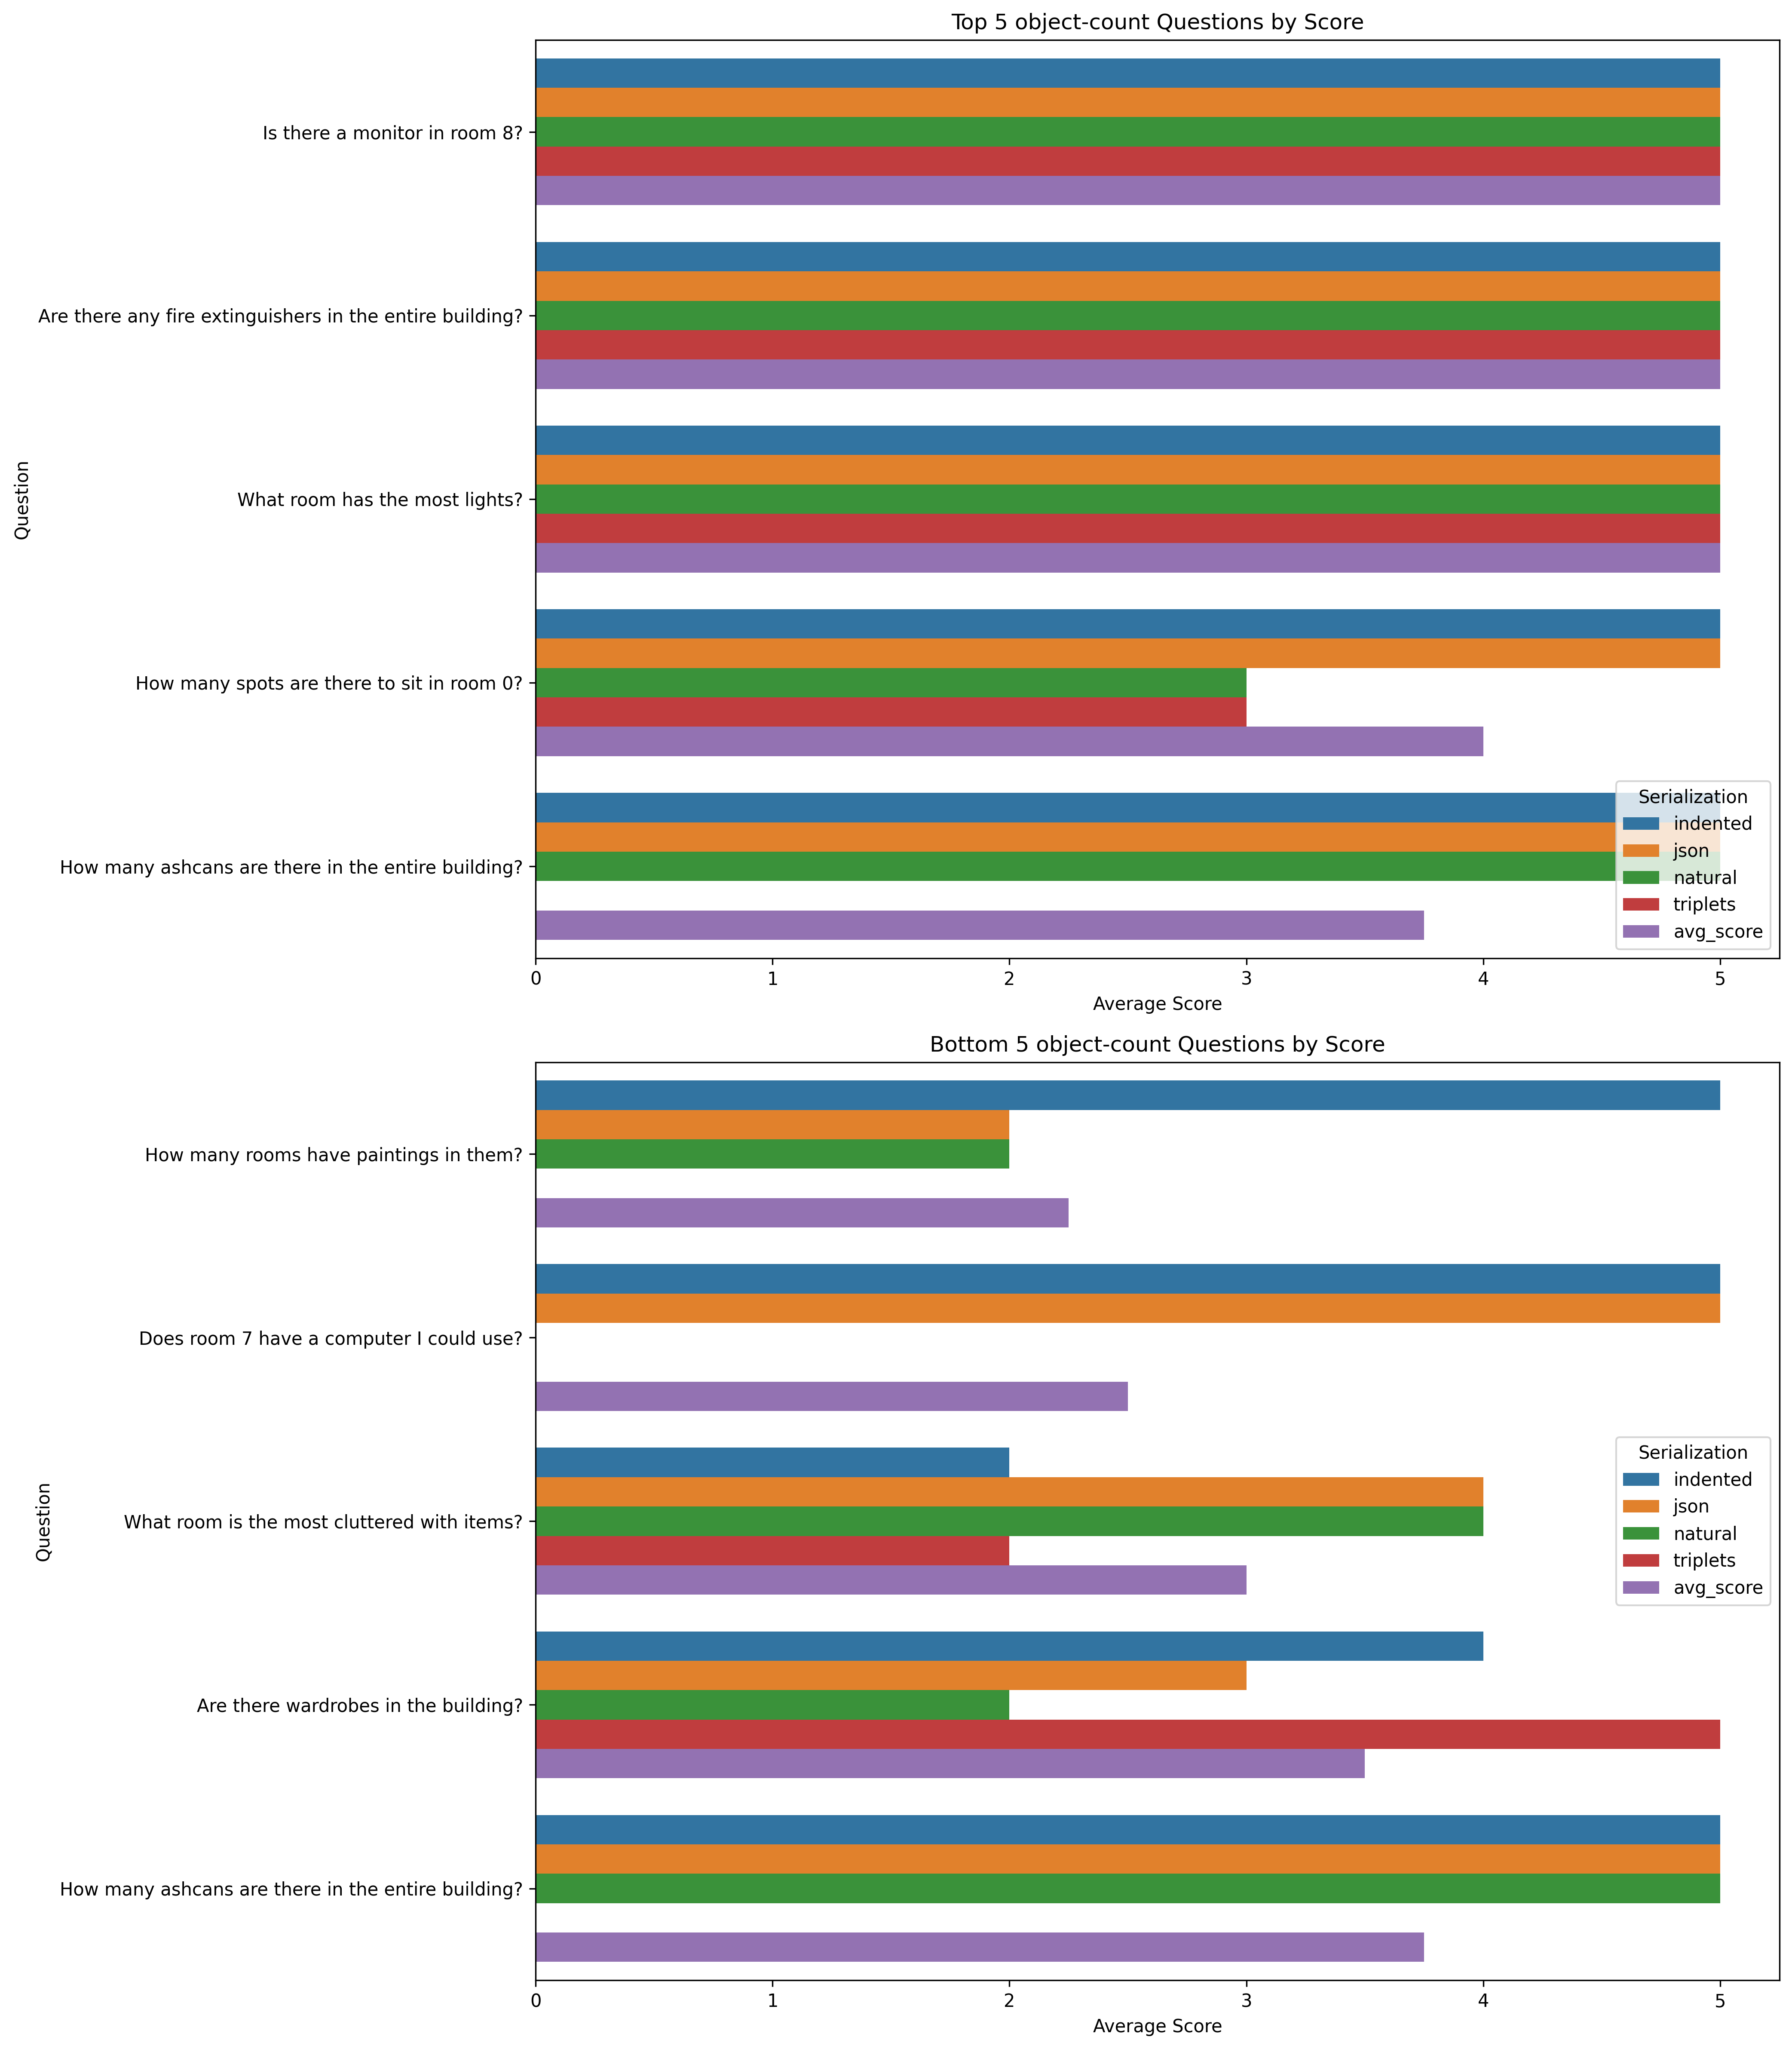 Top 5 object-count Questions by Score
Question
Is there a monitor in room 8?
Are there any fire extinguishers in the entire building?
What room has the most lights?
How many spots are there to sit in room 0?
How many ashcans are there in the entire building?
Serialization
indented
json
natural
triplets
avg_score
0 1 2 3 4 5
Average Score
Bottom 5 object-count Questions by Score
Question
How many rooms have paintings in them?
Does room 7 have a computer I could use?
What room is the most cluttered with items?
Are there wardrobes in the building?
How many ashcans are there in the entire building?
Serialization
indented
json
natural
triplets
avg_score
0 1 2 3 4 5
Average Score